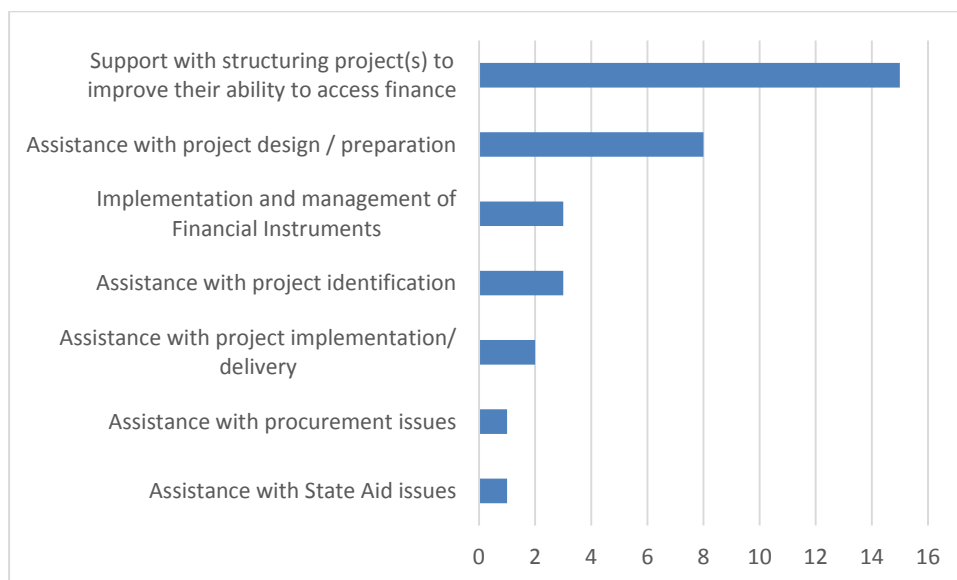 Support with structuring project(s) to
improve their ability to access finance
Assistance with project design / preparation
Implementation and management of
Financial Instruments
Assistance with project identification
Assistance with project implementation/
delivery
Assistance with procurement issues
Assistance with State Aid issues
0 2 4 6 8 10 12 14 16